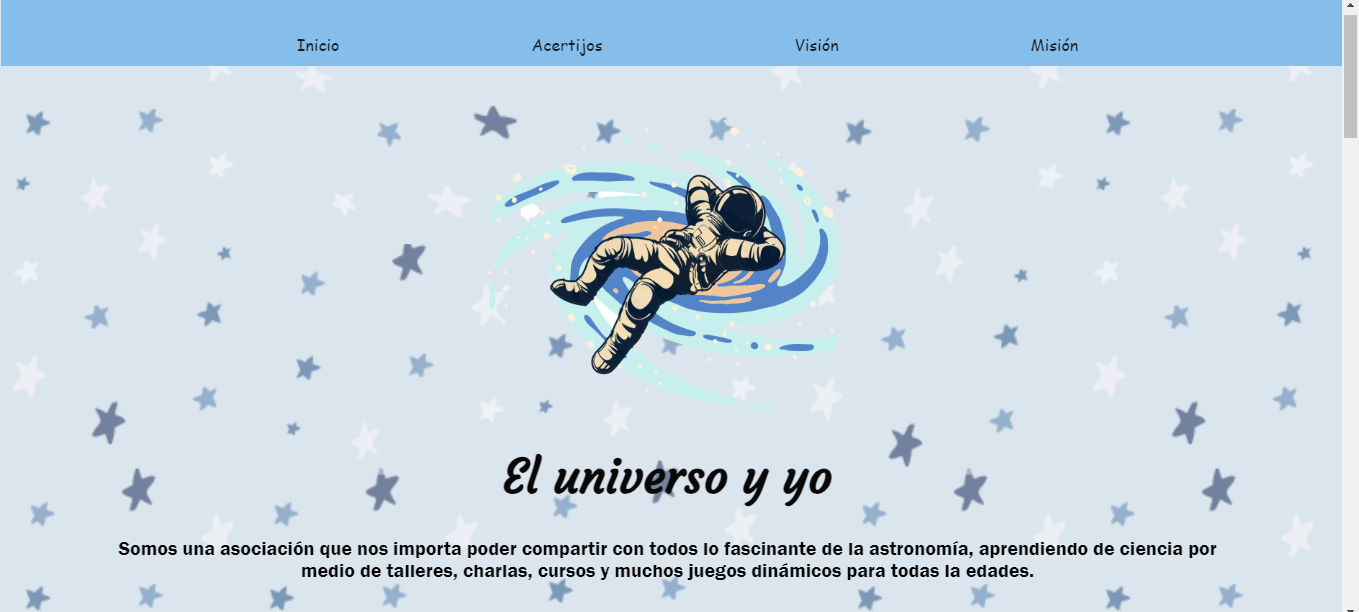 Inicio Acertijos Visión Misión
El universo y yo
Somos una asociación que nos importa poder compartir con todos lo fascinante de la astronomía, aprendiendo de ciencia por
medio de talleres, charlas, cursos y muchos juegos dinámicos para todas la edades.